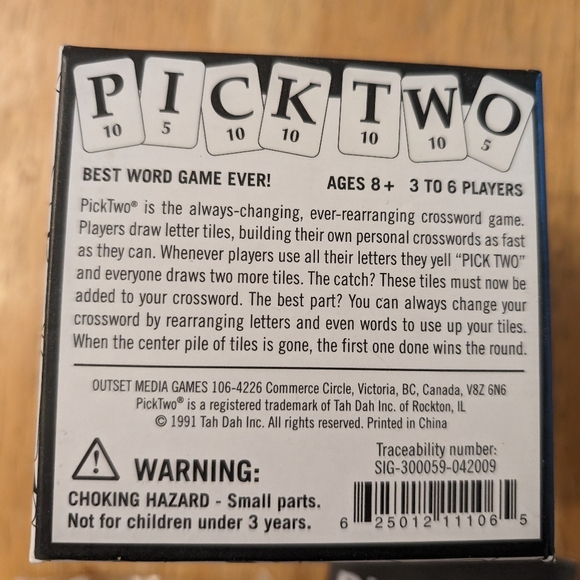 PICK TWO
10 5 10 10 10 10 5
BEST WORD GAME EVER! AGES 8+ 3 TO 6 PLAYERS
PickTwo® is the always-changing, ever-rearranging crossword game.
Players draw letter tiles, building their own personal crosswords as fast
as they can. Whenever players use all their letters they yell “PICK TWO”
and everyone draws two more tiles. The catch? These tiles must now be
added to your crossword. The best part? You can always change your
crossword by rearranging letters and even words to use up your tiles.
When the center pile of tiles is gone, the first one done wins the round.
OUTSET MEDIA GAMES 106-4226 Commerce Circle, Victoria, BC, Canada, V8Z 6N6
PickTwo® is a registered trademark of Tah Dah Inc. of Rockton, IL
© 1991 Tah Dah Inc. All rights reserved. Printed in China
WARNING:
CHOKING HAZARD - Small parts.
Not for children under 3 years.
Traceability number:
SIG-300059-042009
6 25012 11106 5